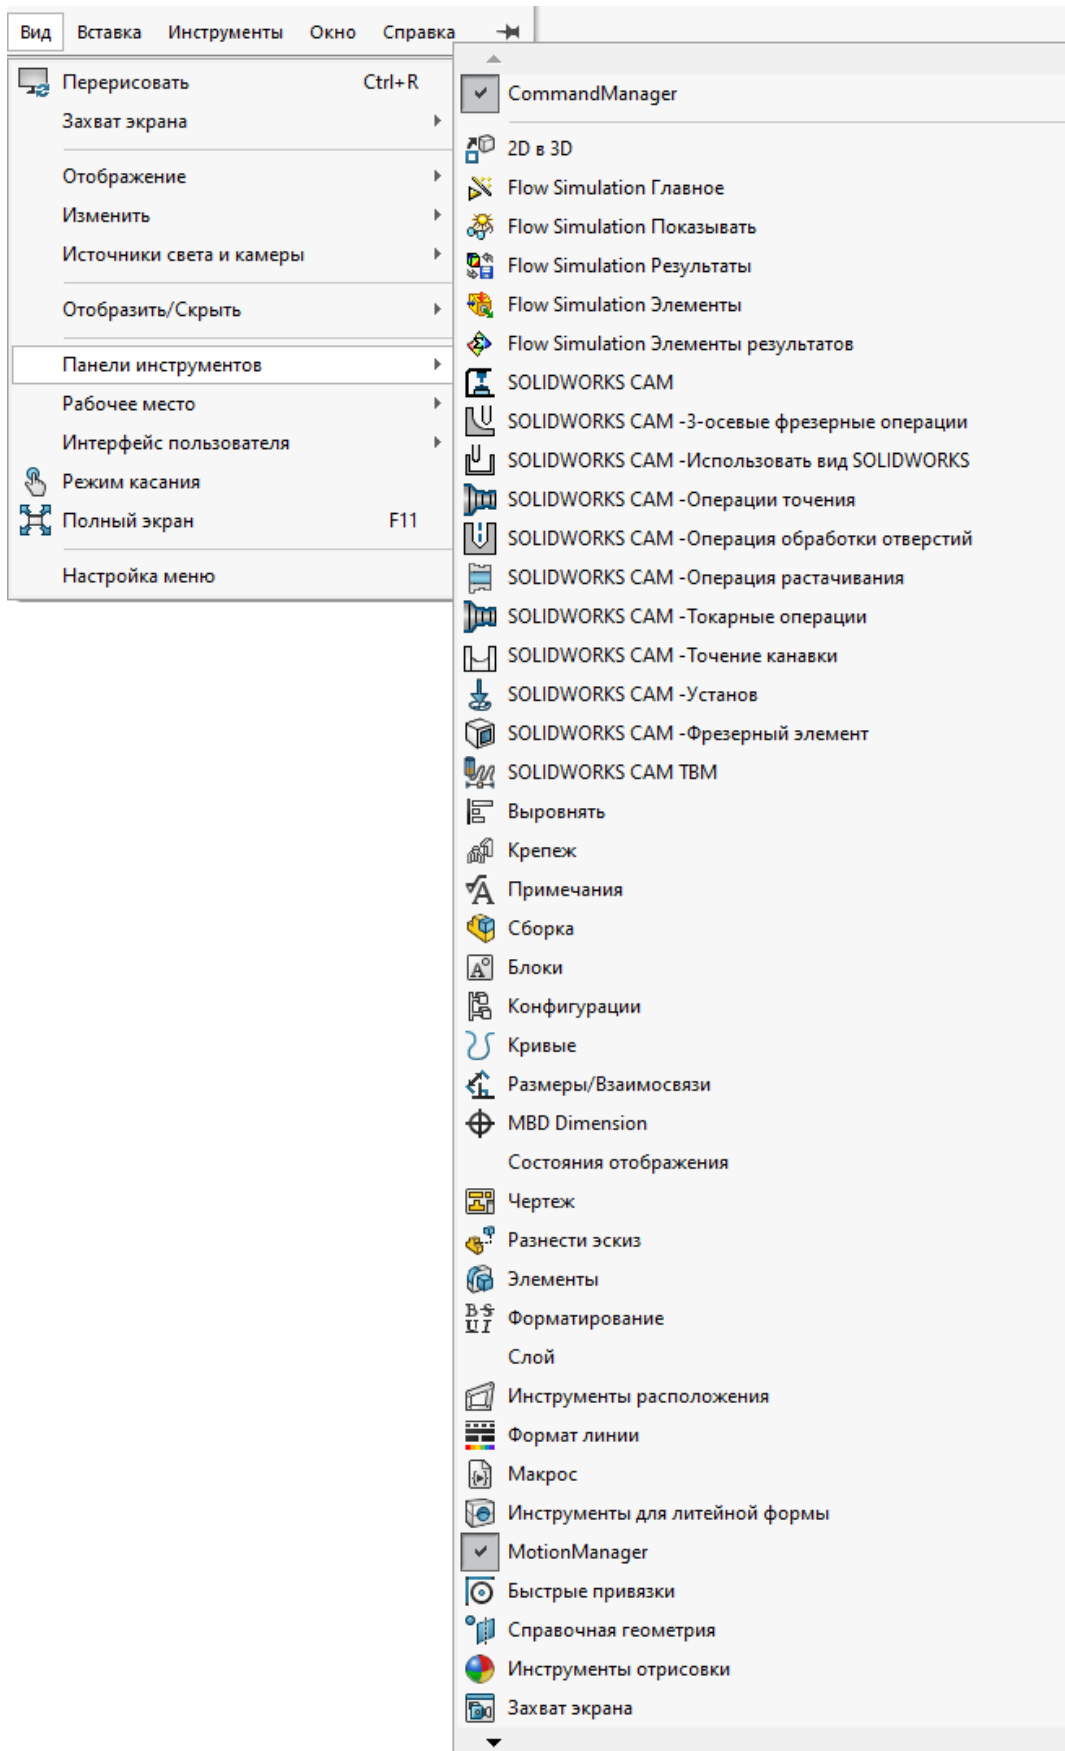 Вид Вставка Инструменты Окно Справка
Перерисовать Ctrl+R
Захват экрана
Отображение
Изменить
Источники света и камеры
Отобразить/Скрыть
Панели инструментов
Рабочее место
Интерфейс пользователя
Режим касания
Полный экран F11
Настройка меню
CommandManager
2D в 3D
Flow Simulation Главное
Flow Simulation Показывать
Flow Simulation Результаты
Flow Simulation Элементы
Flow Simulation Элементы результатов
SOLIDWORKS CAM
SOLIDWORKS CAM -3-осевые фрезерные операции
SOLIDWORKS CAM -Использовать вид SOLIDWORKS
SOLIDWORKS CAM -Операции точения
SOLIDWORKS CAM -Операция обработки отверстий
SOLIDWORKS CAM -Операция растачивания
SOLIDWORKS CAM -Токарные операции
SOLIDWORKS CAM -Точение канавки
SOLIDWORKS CAM -Установ
SOLIDWORKS CAM -Фрезерный элемент
SOLIDWORKS CAM TBM
Выровнять
Крепеж
Примечания
Сборка
Блоки
Конфигурации
Кривые
Размеры/Взаимосвязи
MBD Dimension
Состояния отображения
Чертеж
Разнести эскиз
Элементы
Форматирование
Слой
Инструменты расположения
Формат линии
Макрос
Инструменты для литейной формы
MotionManager
Быстрые привязки
Справочная геометрия
Инструменты отрисовки
Захват экрана